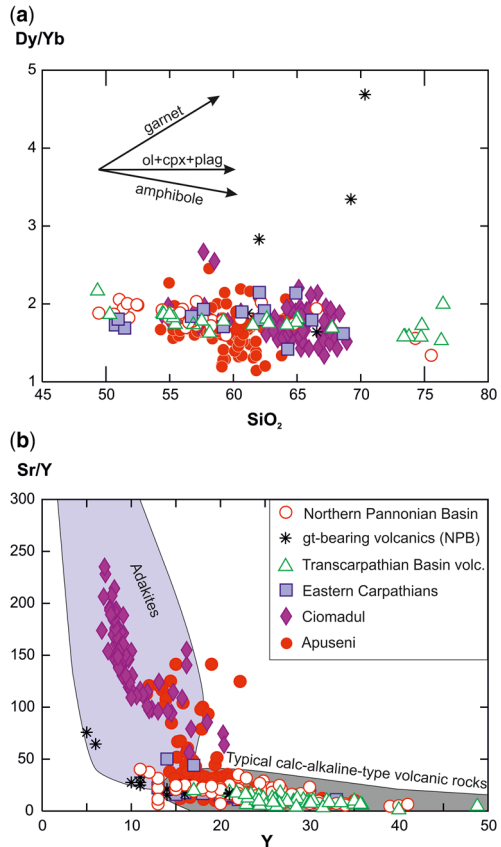 (a)
Dy/Yb
5
4
3
2
1
garnet
ol+cpx+plag
amphibole
45 50 55 60 65 70 75 80
SiO₂
(b)
Sr/Y
300
250
200
150
100
50
0
Adakites
Northern Pannonian Basin
gt-bearing volcanics (NPB)
Transcarpathian Basin volc.
Eastern Carpathians
Ciomadul
Apuseni
Typical calc-alkaline-type volcanic rocks
0 10 20 30 40 50
Y